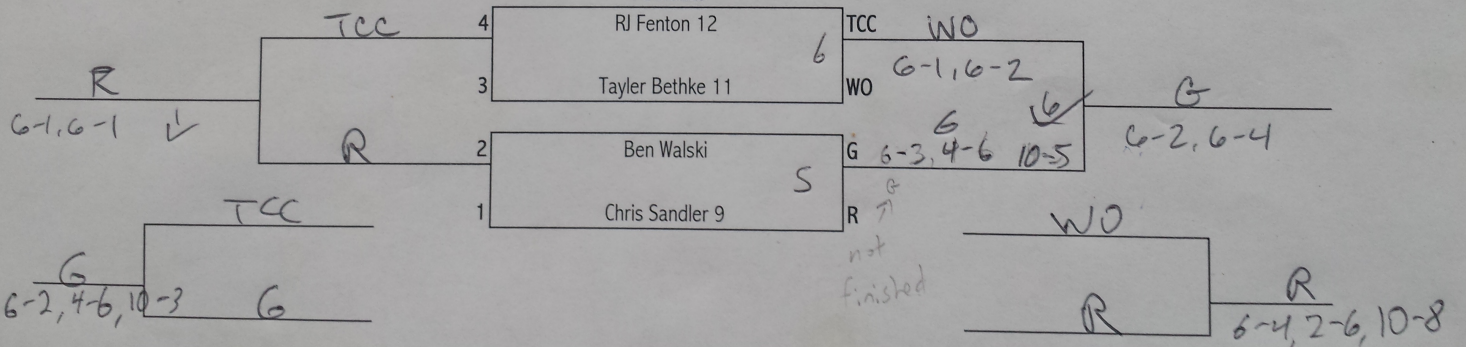 TCC 4 RJ Fenton 12 TCC WO
6
R 3 Tayler Bethke 11 WO 6-1, 6-2
6-1, 6-1 6 G
R 2 Ben Walski G G 6-3, 4-6 10-5 6-2, 6-4
5 G
TCC 1 Chris Sandler 9 R WO
not
G finished R
6-2, 4-6, 10-3 G R 6-4, 2-6, 10-8